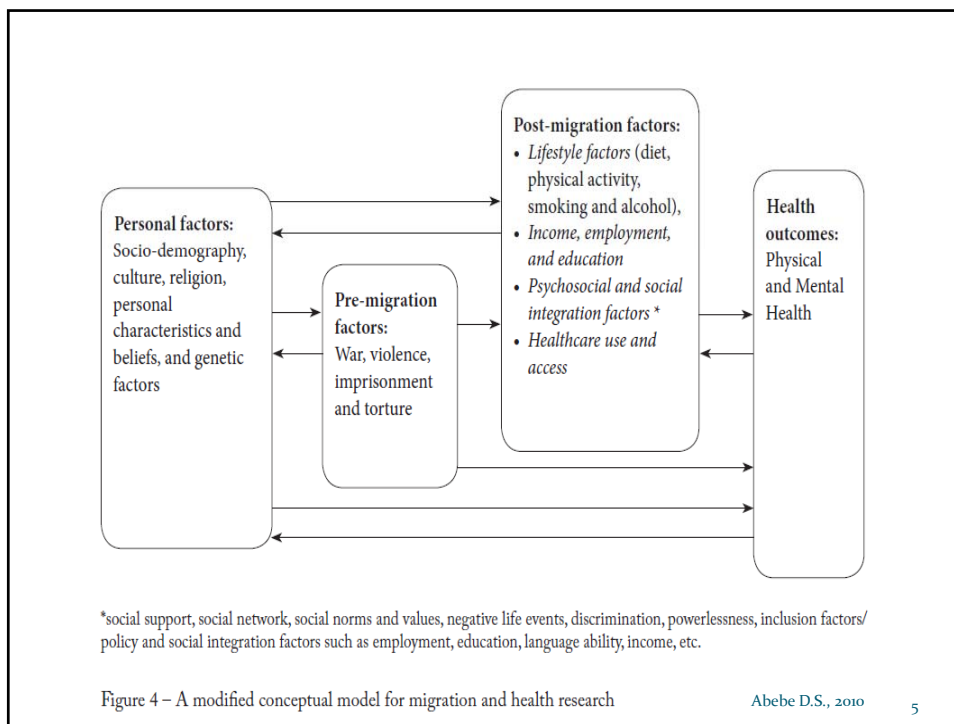 Personal factors:
Socio-demography,
culture, religion,
personal
characteristics and
beliefs, and genetic
factors
Pre-migration
factors:
War, violence,
imprisonment
and torture
Post-migration factors:
• Lifestyle factors (diet,
physical activity,
smoking and alcohol),
• Income, employment,
and education
• Psychosocial and social
integration factors *
• Healthcare use and
access
Health
outcomes:
Physical
and Mental
Health
*social support, social network, social norms and values, negative life events, discrimination, powerlessness, inclusion factors/
policy and social integration factors such as employment, education, language ability, income, etc.
Figure 4 – A modified conceptual model for migration and health research
Abebe D.S., 2010
5